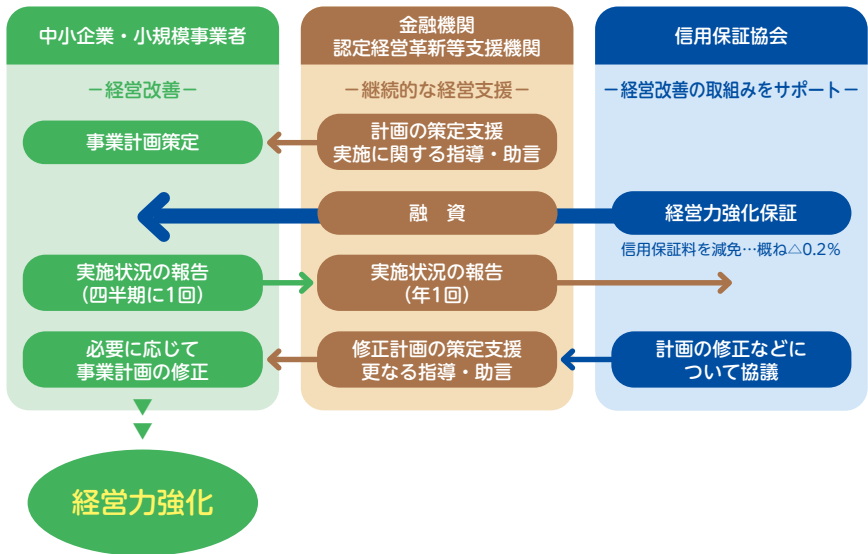 中小企業・小規模事業者
金融機関
認定経営革新等支援機関
信用保証協会
－経営改善－
－継続的な経営支援－
－経営改善の取組みをサポート－
事業計画策定
計画の策定支援
実施に関する指導・助言
融　資
経営力強化保証
信用保証料を減免…概ね△0.2%
実施状況の報告
(四半期に1回)
実施状況の報告
(年1回)
必要に応じて
事業計画の修正
修正計画の策定支援
更なる指導・助言
計画の修正などに
ついて協議
経営力強化